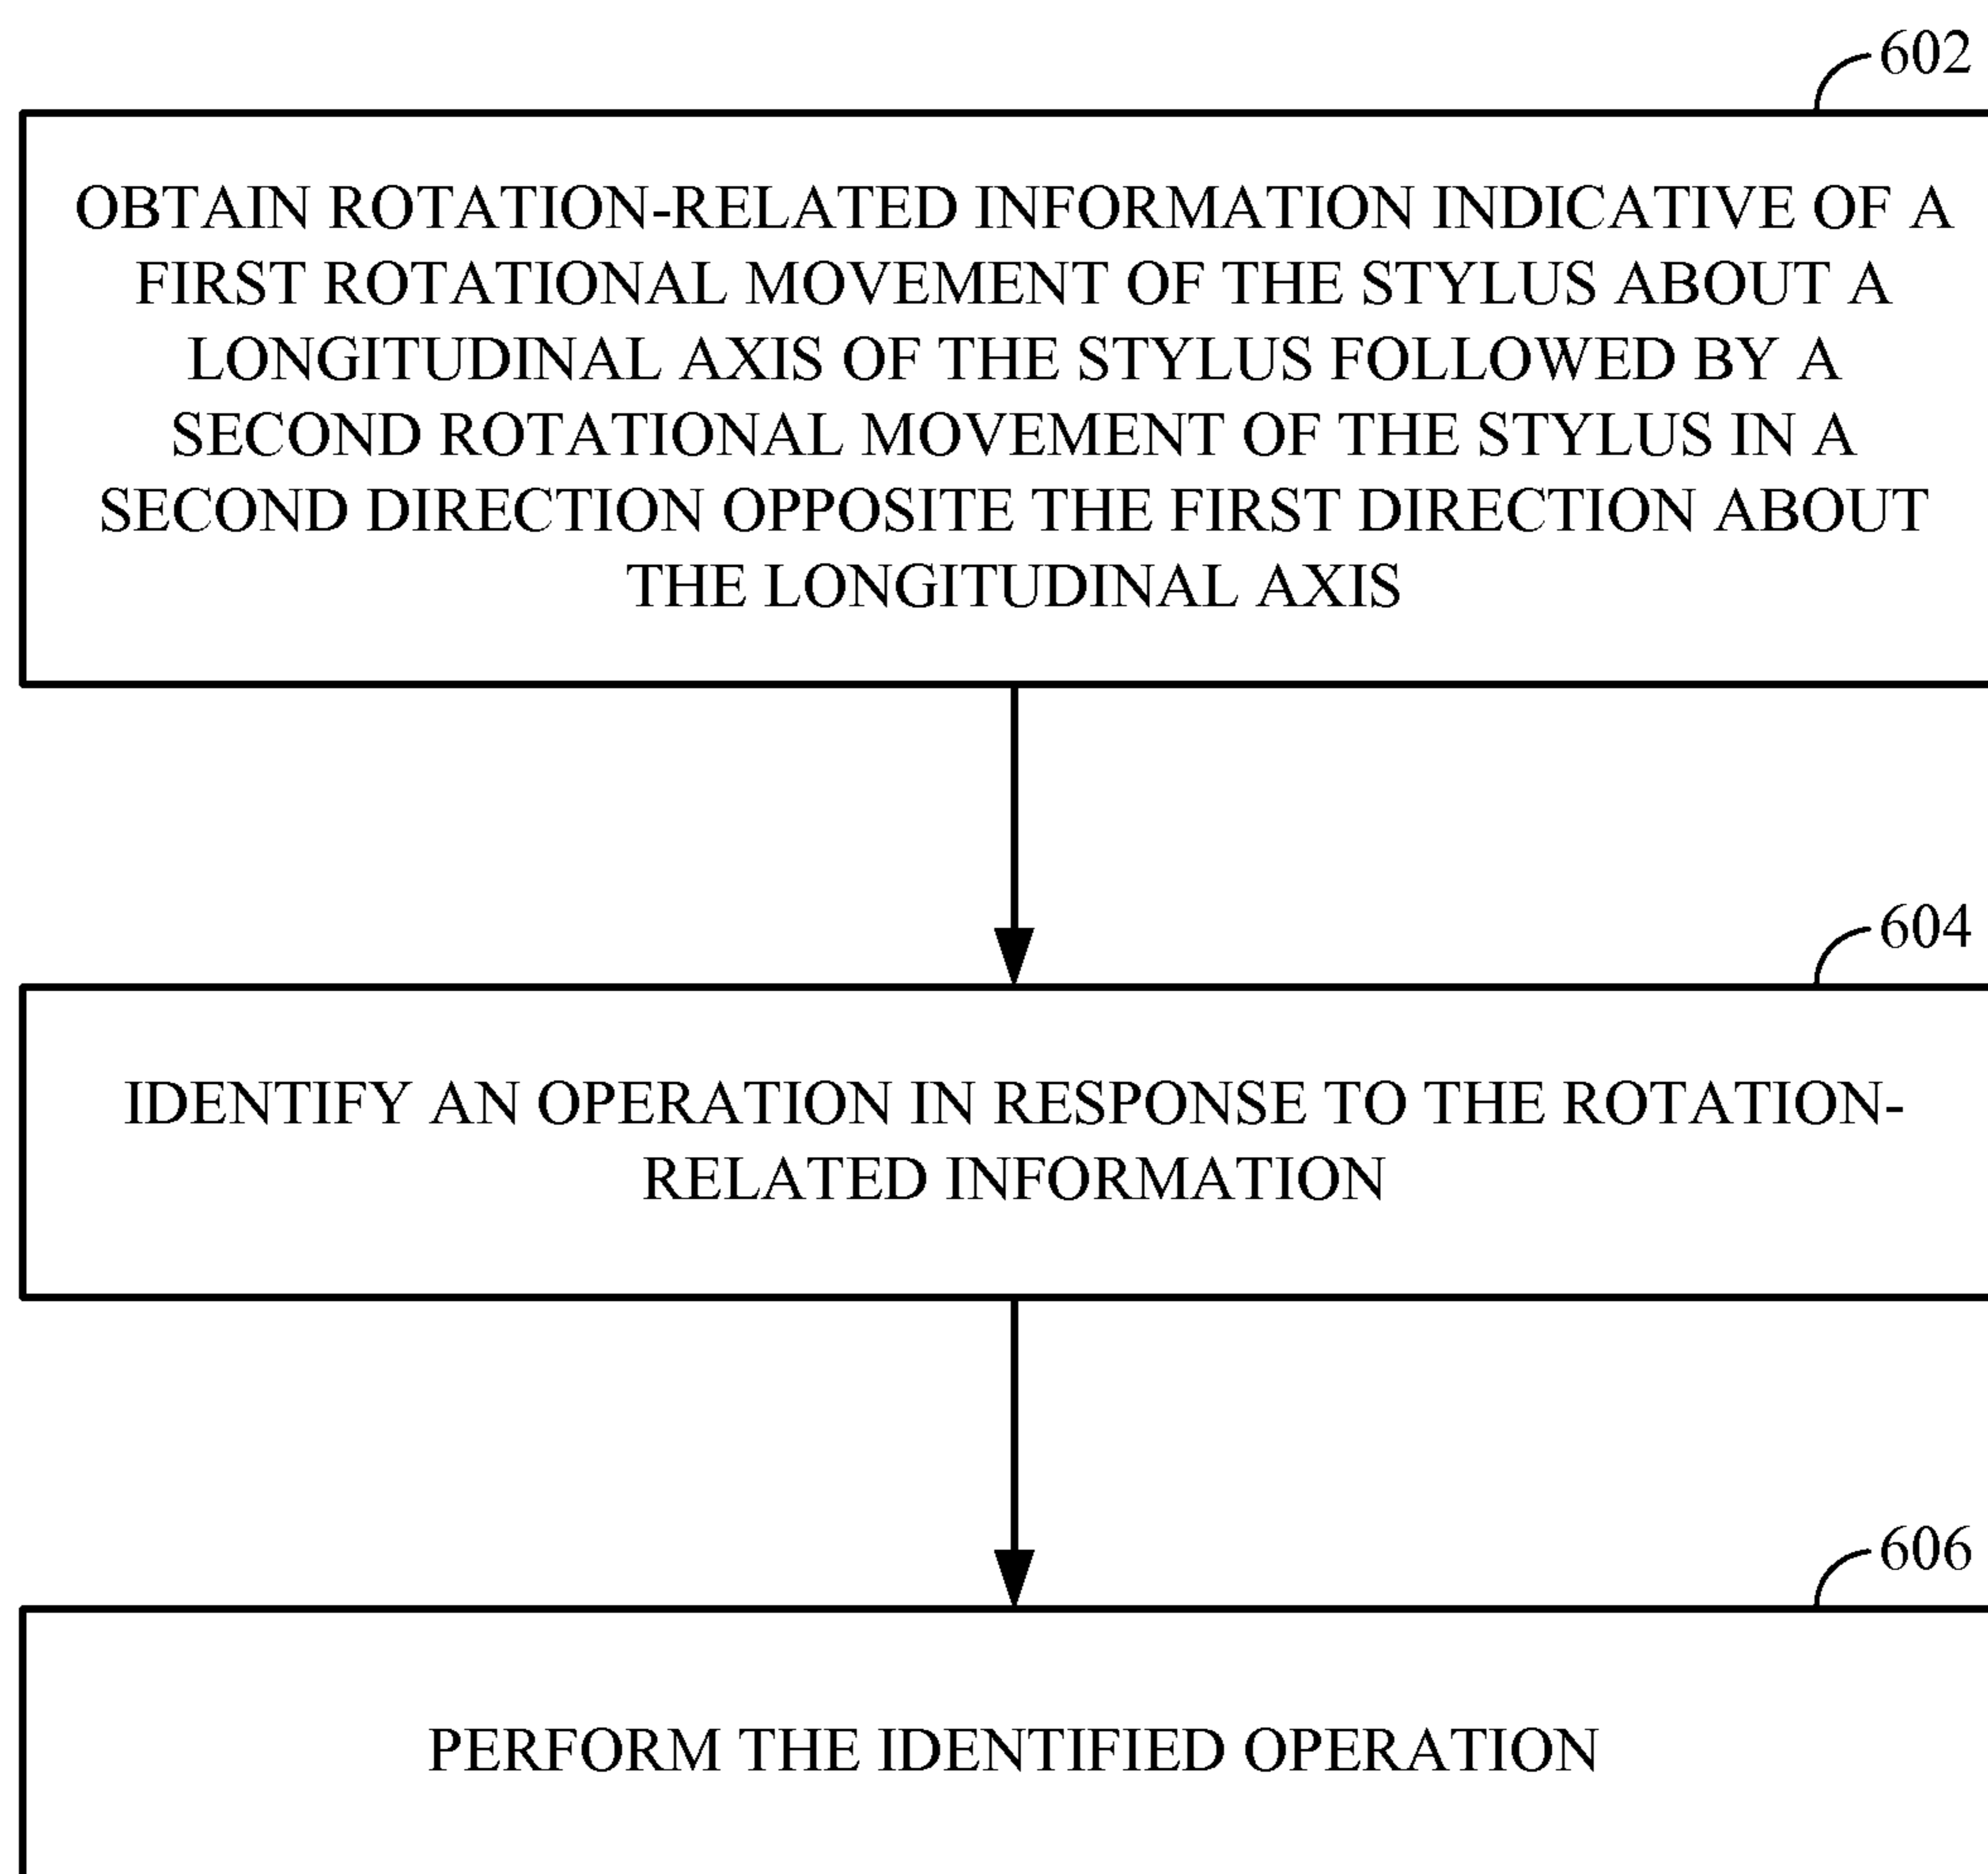 602
OBTAIN ROTATION-RELATED INFORMATION INDICATIVE OF A
FIRST ROTATIONAL MOVEMENT OF THE STYLUS ABOUT A
LONGITUDINAL AXIS OF THE STYLUS FOLLOWED BY A
SECOND ROTATIONAL MOVEMENT OF THE STYLUS IN A
SECOND DIRECTION OPPOSITE THE FIRST DIRECTION ABOUT
THE LONGITUDINAL AXIS
604
IDENTIFY AN OPERATION IN RESPONSE TO THE ROTATION-
RELATED INFORMATION
606
PERFORM THE IDENTIFIED OPERATION